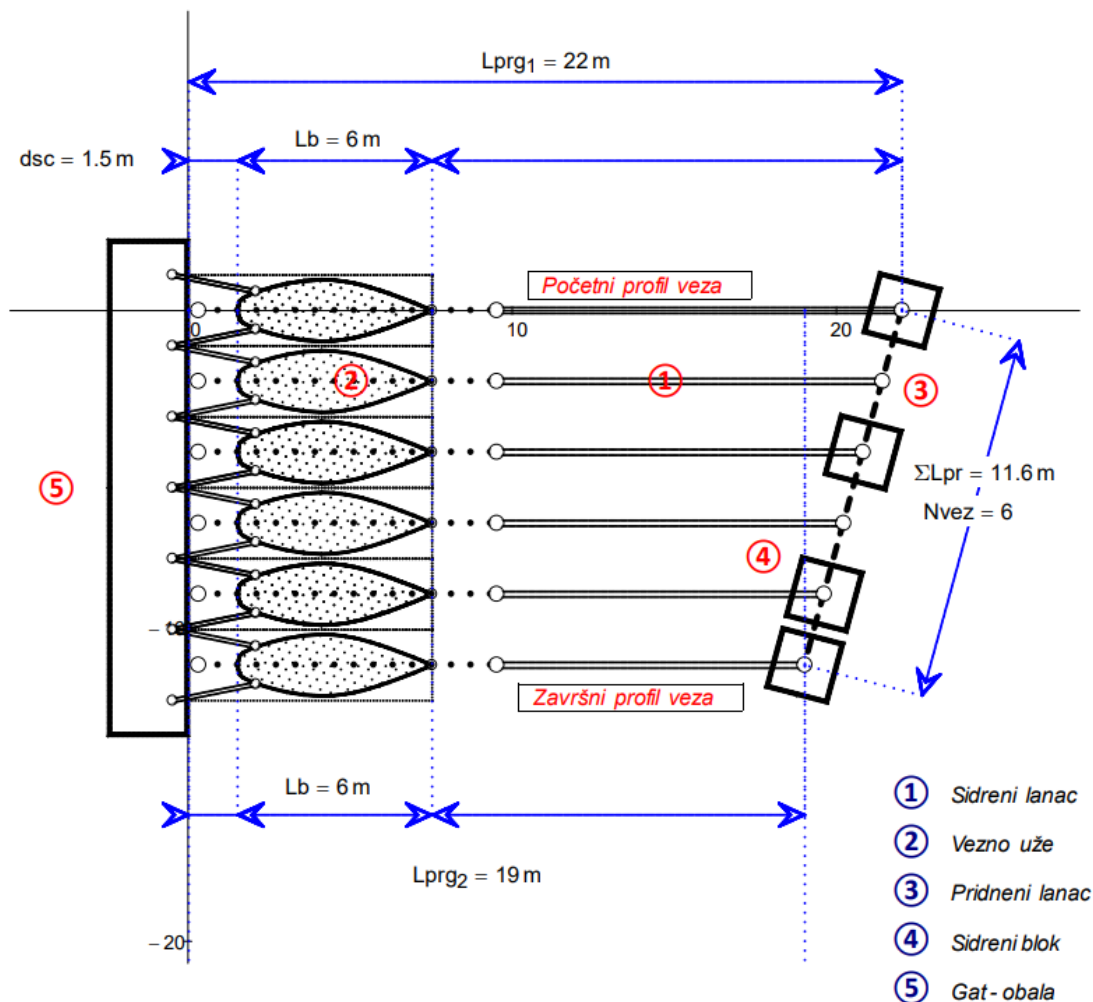 Lprg1 = 22 m
Lb = 6 m
dsc = 1.5 m
Početni profil veza
0
10
20
②
①
③
ΣLpr = 11.6 m
⑤
Nvez = 6
④
Završni profil veza
Lb = 6 m
① Sidreni lanac
② Vezno uže
Lprg2 = 19 m
③ Pridneni lanac
– 20
④ Sidreni blok
⑤ Gat - obala